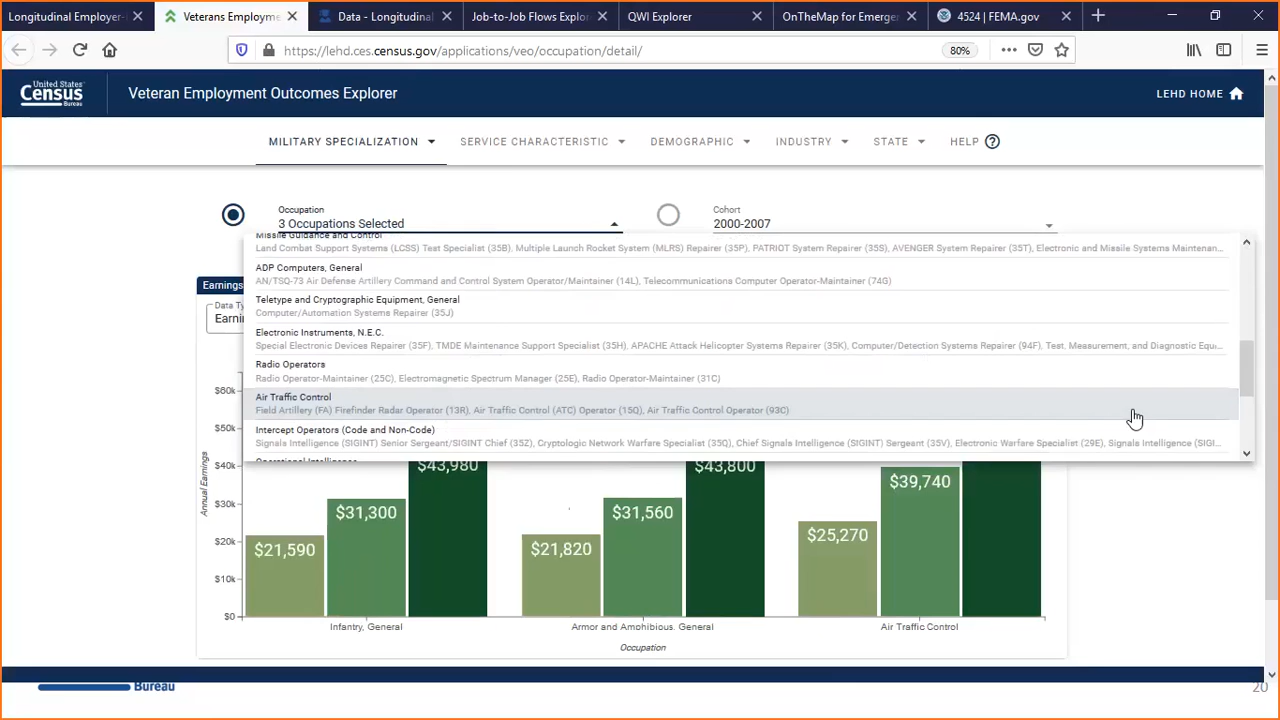 Longitudinal Employer-
Veterans Employme
Data - Longitudinal
Job-to-Job Flows Explor
QWI Explorer
OnTheMap for Emergen
4524 | FEMA.gov
https://lehd.ces.census.gov/applications/veo/occupation/detail/
80%
United States
Census
Bureau
Veteran Employment Outcomes Explorer
LEHD HOME
MILITARY SPECIALIZATION
SERVICE CHARACTERISTIC
DEMOGRAPHIC
INDUSTRY
STATE
HELP
Occupation
3 Occupations Selected
Cohort
2000-2007
Missile Guidance and Control
Land Combat Support Systems (LCSS) Test Specialist (35B), Multiple Launch Rocket System (MLRS) Repairer (35P), PATRIOT System Repairer (35S), AVENGER System Repairer (35T), Electronic and Missile Systems Maintenan...
ADP Computers, General
AN/TSQ-73 Air Defense Artillery Command and Control System Operator/Maintainer (14L), Telecommunications Computer Operator-Maintainer (74G)
Teletype and Cryptographic Equipment, General
Computer/Automation Systems Repairer (35J)
Electronic Instruments, N.E.C.
Special Electronic Devices Repairer (35F), TMDE Maintenance Support Specialist (35H), APACHE Attack Helicopter Systems Repairer (35K), Computer/Detection Systems Repairer (94F), Test, Measurement, and Diagnostic Equi...
Radio Operators
Radio Operator-Maintainer (25C), Electromagnetic Spectrum Manager (25E), Radio Operator-Maintainer (31C)
Air Traffic Control
Field Artillery (FA) Firefinder Radar Operator (13R), Air Traffic Control (ATC) Operator (15Q), Air Traffic Control Operator (93C)
Intercept Operators (Code and Non-Code)
Signals Intelligence (SIGINT) Senior Sergeant/SIGINT Chief (35Z), Cryptologic Network Warfare Specialist (35Q), Chief Signals Intelligence (SIGINT) Sergeant (35V), Electronic Warfare Specialist (29E), Signals Intelligence (SIGI...
Operational Intelligence
Earnings
Data Ty
Earnin
Annual Earnings
$60k
$50k
$40k
$30k
$20k
$10k
$0
$21,590
$31,300
$43,980
$21,820
$31,560
$43,800
$25,270
$39,740
Infantry, General
Armor and Amphibious, General
Air Traffic Control
Occupation
Bureau
20